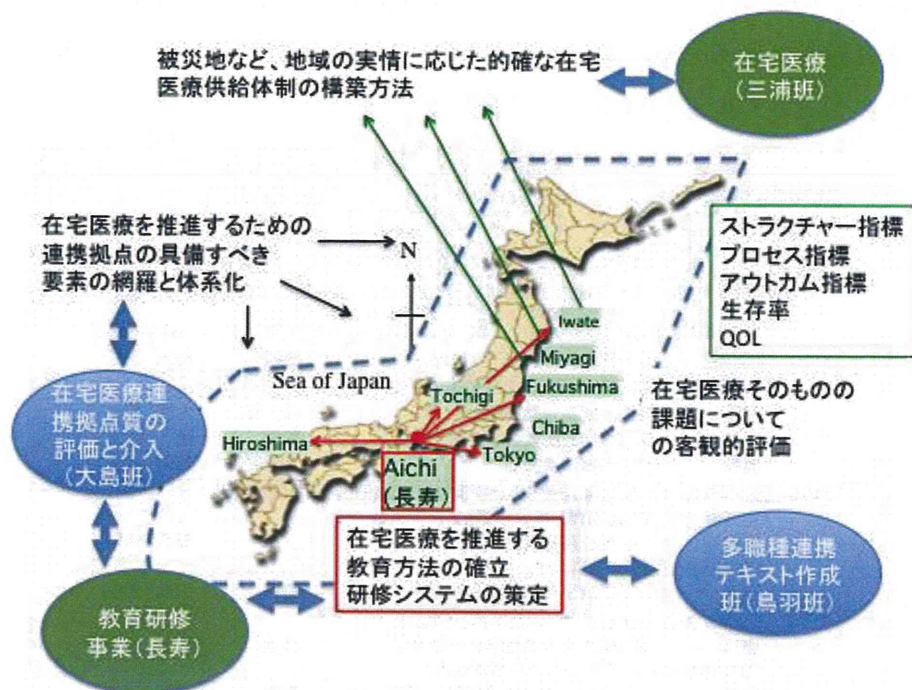 被災地など、地域の実情に応じた的確な在宅
医療供給体制の構築方法
在宅医療
(三浦班)
在宅医療を推進するための
連携拠点の具備すべき
要素の網羅と体系化
N
ストラクチャー指標
プロセス指標
アウトカム指標
生存率
QOL
Iwate
Miyagi
Sea of Japan
Tochigi
Fukushima
在宅医療連
携拠点質の
評価と介入
(大島班)
在宅医療そのものの
課題について
の客観的評価
Hiroshima
Chiba
Tokyo
Aichi
(長寿)
在宅医療を推進する
教育方法の確立
研修システムの策定
多職種連携
テキスト作成
班(鳥羽班)
教育研修
事業(長寿)